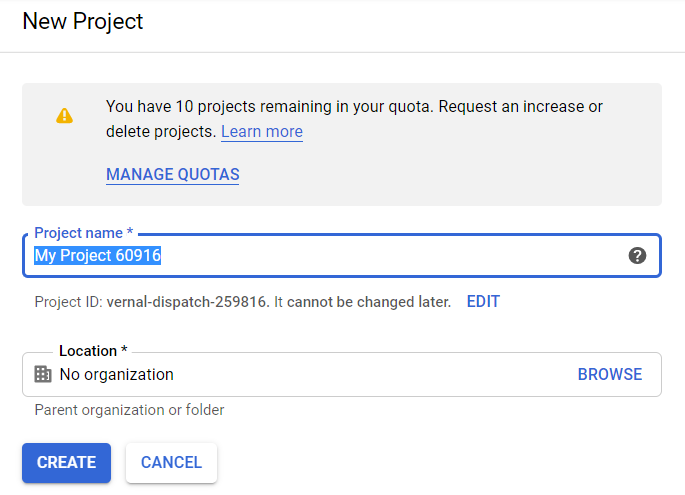 New Project
You have 10 projects remaining in your quota. Request an increase or
delete projects. Learn more
MANAGE QUOTAS
Project name *
My Project 60916
Project ID: vernal-dispatch-259816. It cannot be changed later. EDIT
Location *
No organization BROWSE
Parent organization or folder
CREATE CANCEL